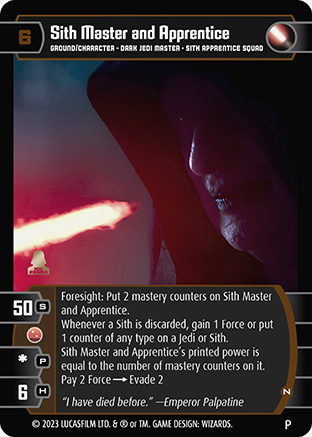 6
Sith Master and Apprentice
GROUND/CHARACTER - DARK JEDI MASTER - SITH APPRENTICE SQUAD
50 S
* P
6 H
Foresight: Put 2 mastery counters on Sith Master
and Apprentice.
Whenever a Sith is discarded, gain 1 Force or put
1 counter of any type on a Jedi or Sith.
Sith Master and Apprentice's printed power is
equal to the number of mastery counters on it.
Pay 2 Force → Evade 2
"I have died before." —Emperor Palpatine
N
© 2023 LUCASFILM LTD. & ® or TM. GAME DESIGN: WIZARDS.
P